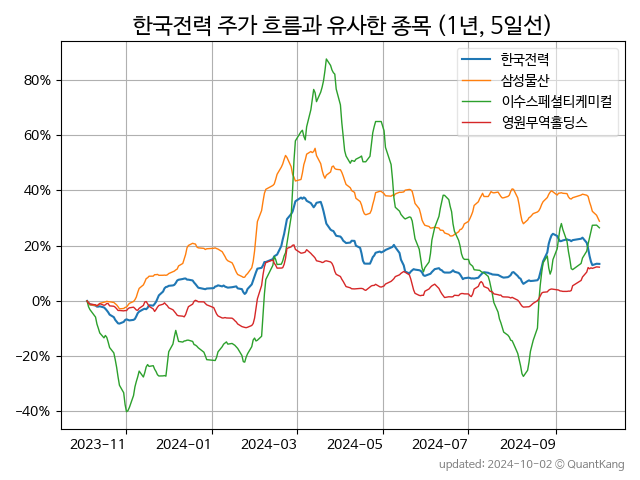 한국전력 주가 흐름과 유사한 종목 (1년, 5일선)
한국전력
삼성물산
이수스페셜티케미컬
영원무역홀딩스
80%
60%
40%
20%
0%
−20%
−40%
2023-11 2024-01 2024-03 2024-05 2024-07 2024-09
updated: 2024-10-02 © QuantKang